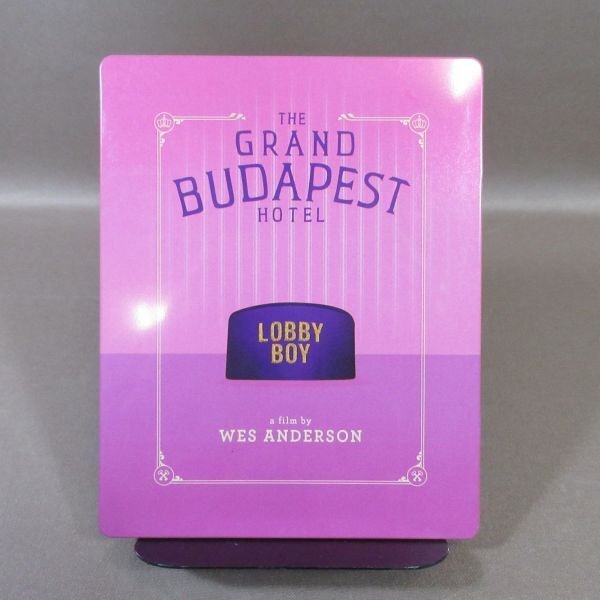 THE
GRAND
BUDAPEST
HOTEL
LOBBY
BOY
a film by
WES ANDERSON